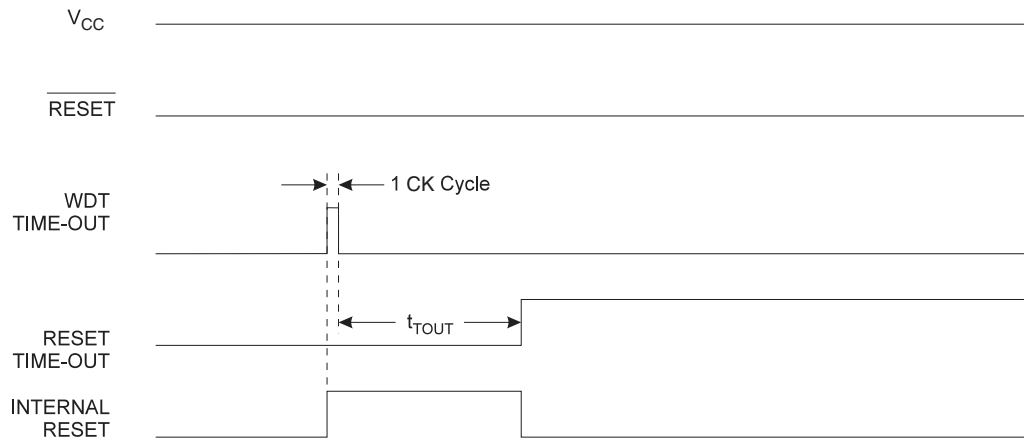 VCC
RESET
1 CK Cycle
WDT
TIME-OUT
tTOUT
RESET
TIME-OUT
INTERNAL
RESET